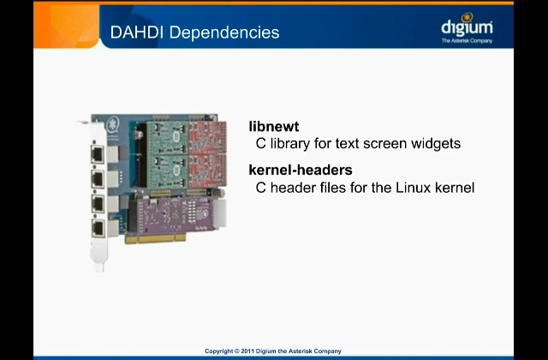 DAHDI Dependencies
digium
The Asterisk Company
libnewt
C library for text screen widgets
kernel-headers
C header files for the Linux kernel
Copyright © 2011 Digium the Asterisk Company